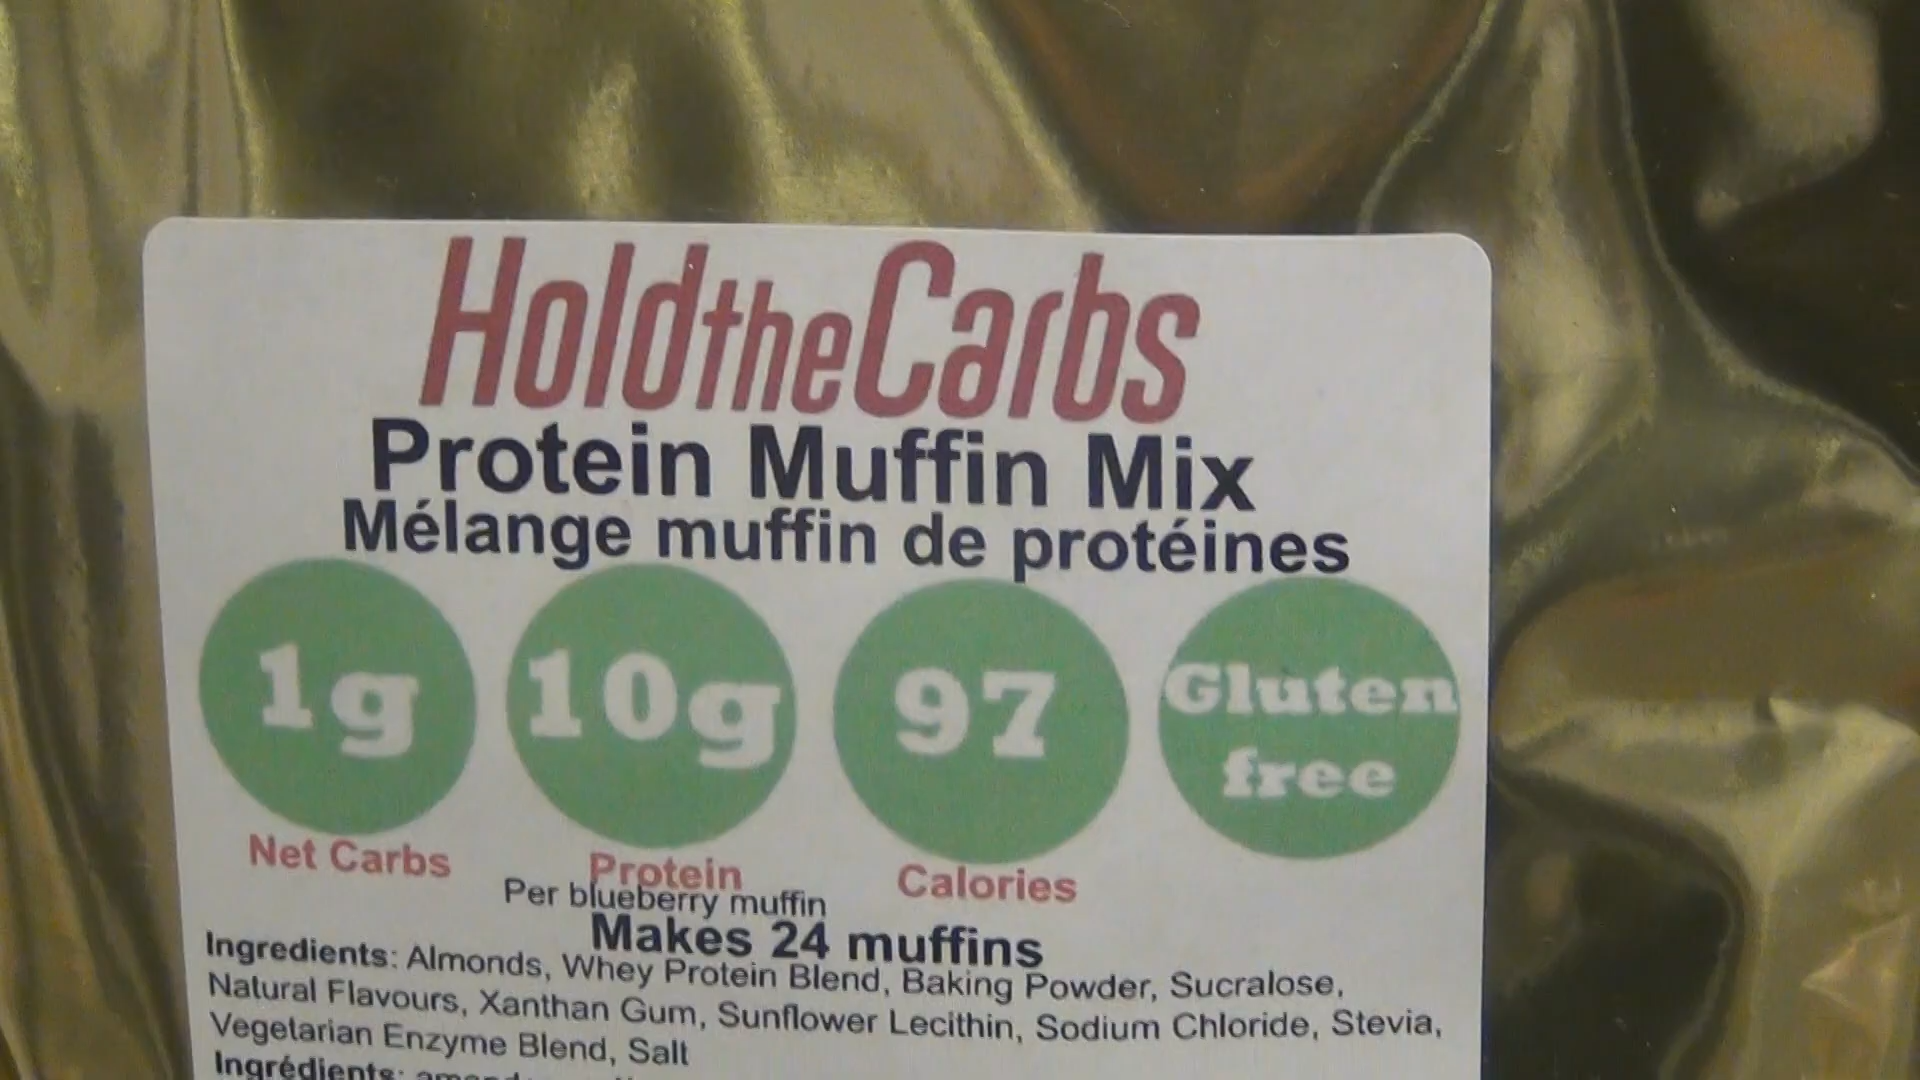 HoldtheCarbs
Protein Muffin Mix
Mélange muffin de protéines
1g
10g
97
Gluten
free
Net Carbs
Protein
Calories
Per blueberry muffin
Makes 24 muffins
Ingredients: Almonds, Whey Protein Blend, Baking Powder, Sucralose,
Natural Flavours, Xanthan Gum, Sunflower Lecithin, Sodium Chloride, Stevia,
Vegetarian Enzyme Blend, Salt
Ingrédients: